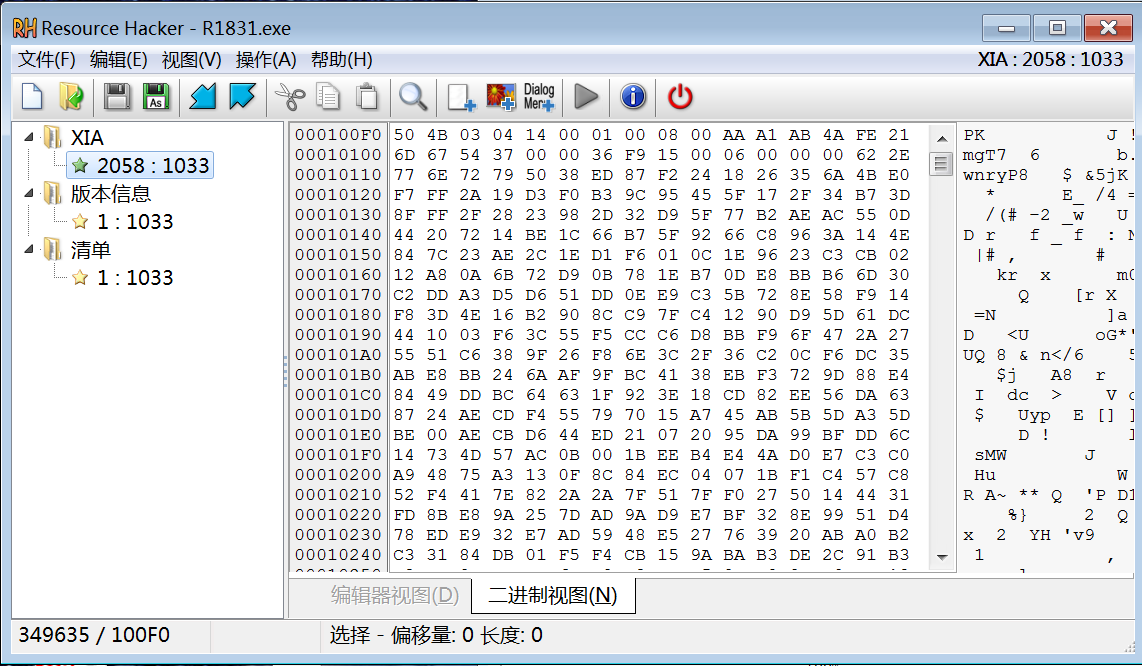 Resource Hacker - R1831.exe
文件(F) 编辑(E) 视图(V) 操作(A) 帮助(H) XIA : 2058 : 1033
As Dialog Menu
XIA
2058 : 1033
版本信息
1 : 1033
清单
1 : 1033
000100F0 50 4B 03 04 14 00 01 00 08 00 AA A1 AB 4A FE 21 PK J !
00010100 6D 67 54 37 00 00 36 F9 15 00 06 00 00 00 62 2E mgT7 6 b.
00010110 77 6E 72 79 50 38 ED 87 F2 24 18 26 35 6A 4B E0 wnryP8 $ &5jK
00010120 F7 FF 2A 19 D3 F0 B3 9C 95 45 5F 17 2F 34 B7 3D * E_ /4 =
00010130 8F FF 2F 28 23 98 2D 32 D9 5F 77 B2 AE AC 55 0D /(# -2 _w U
00010140 44 20 72 14 BE 1C 66 B7 5F 92 66 C8 96 3A 14 4E D r f _ f : N
00010150 84 7C 23 AE 2C 1E D1 F6 01 0C 1E 96 23 C3 CB 02 |# , #
00010160 12 A8 0A 6B 72 D9 0B 78 1E B7 0D E8 BB B6 6D 30 kr x m0
00010170 C2 DD A3 D5 D6 51 DD 0E E9 C3 5B 72 8E 58 F9 14 Q [r X
00010180 F8 3D 4E 16 B2 90 8C C9 7F C4 12 90 D9 5D 61 DC =N ]a
00010190 44 10 03 F6 3C 55 F5 CC C6 D8 BB F9 6F 47 2A 27 D <U oG*'
000101A0 55 51 C6 38 9F 26 F8 6E 3C 2F 36 C2 0C F6 DC 35 UQ 8 & n</6 5
000101B0 AB E8 BB 24 6A AF 9F BC 41 38 EB F3 72 9D 88 E4 $j A8 r
000101C0 84 49 DD BC 64 63 1F 92 3E 18 CD 82 EE 56 DA 63 I dc > V c
000101D0 87 24 AE CD F4 55 79 70 15 A7 45 AB 5B 5D A3 5D $ Uyp E [] ]
000101E0 BE 00 AE CB D6 44 ED 21 07 20 95 DA 99 BF DD 6C D !
000101F0 14 73 4D 57 AC 0B 00 1B EE B4 E4 4A D0 E7 C3 C0 sMW J
00010200 A9 48 75 A3 13 0F 8C 84 EC 04 07 1B F1 C4 57 C8 Hu W
00010210 52 F4 41 7E 82 2A 2A 7F 51 7F F0 27 50 14 44 31 R A~ ** Q 'P D1
00010220 FD 8B E8 9A 25 7D AD 9A D9 E7 BF 32 8E 99 51 D4 %} 2 Q
00010230 78 ED E9 32 E7 AD 59 48 E5 27 76 39 20 AB A0 B2 x 2 YH 'v9
00010240 C3 31 84 DB 01 F5 F4 CB 15 9A BA B3 DE 2C 91 B3 1 ,
编辑器视图(D) 二进制视图(N)
349635 / 100F0 选择 - 偏移量: 0 长度: 0